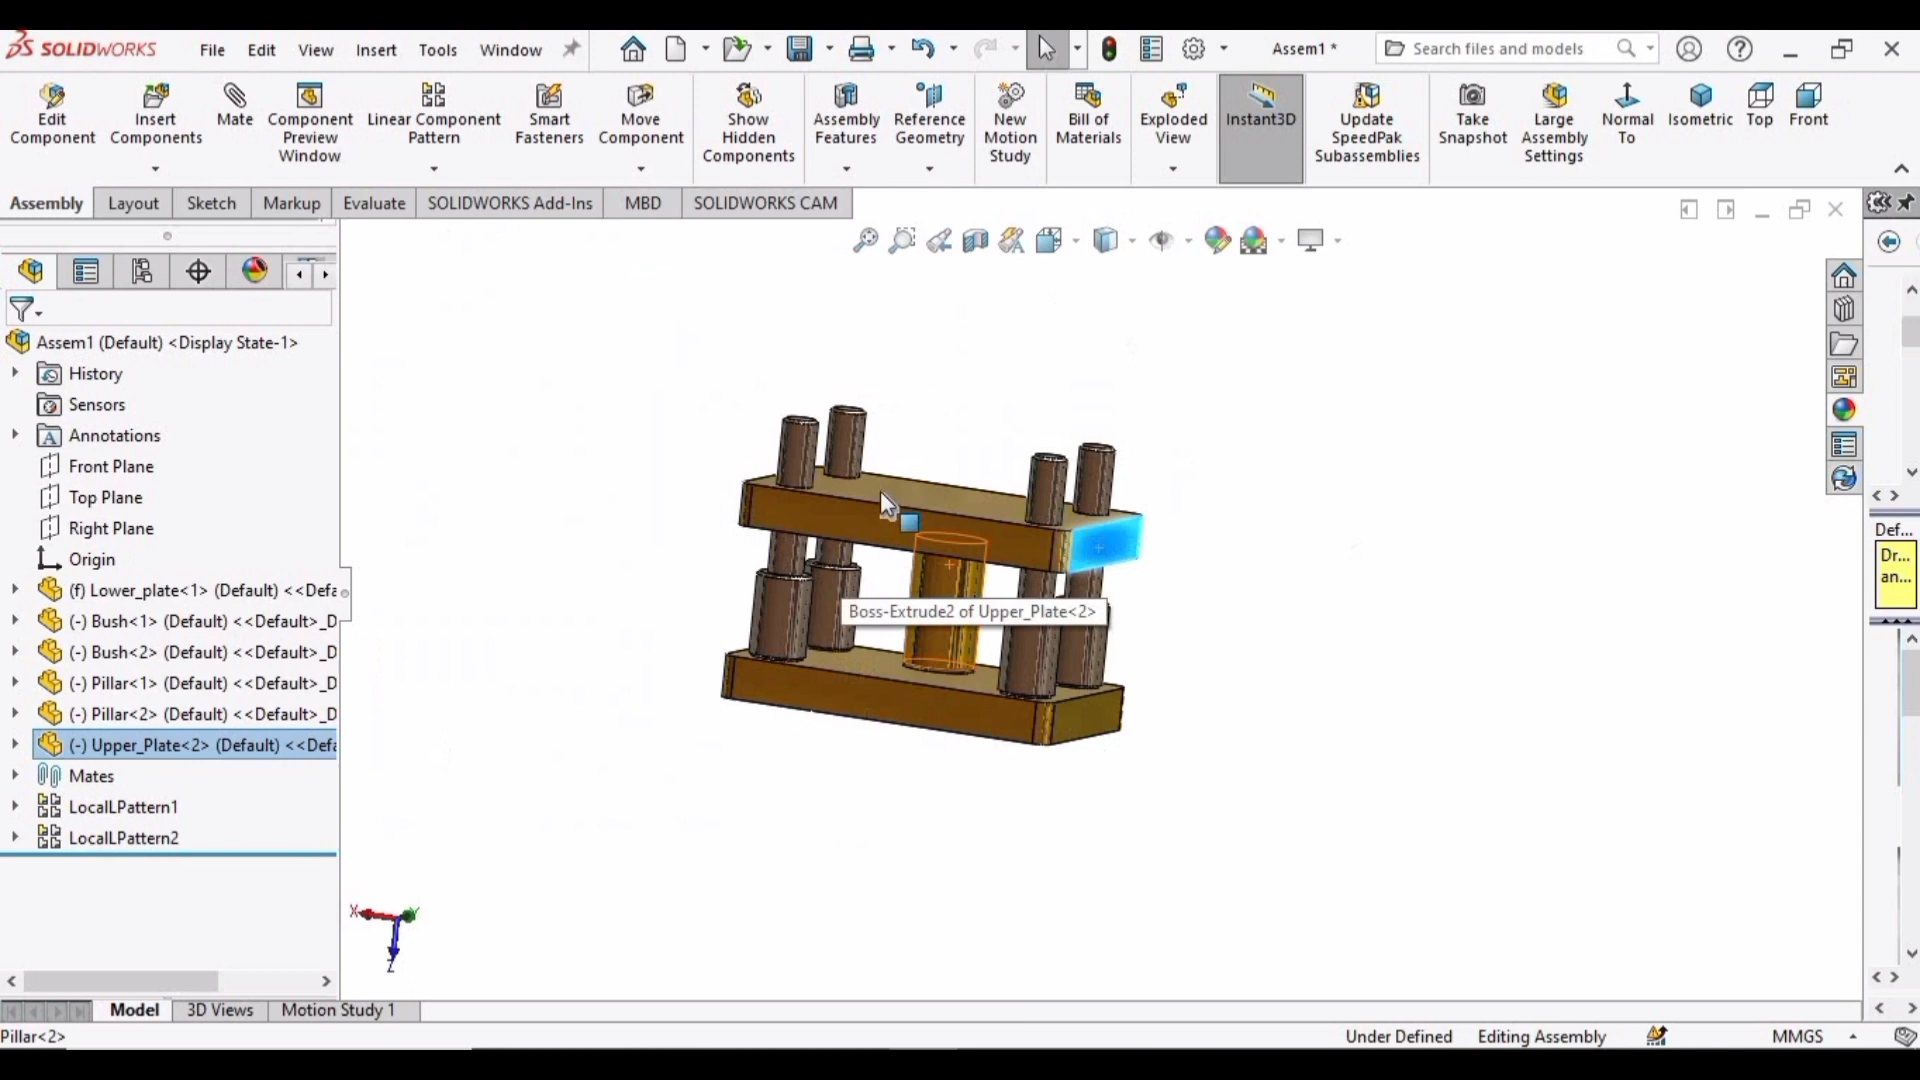 SOLIDWORKS
File Edit View Insert Tools Window
Assem1 *
Search files and models
Edit Component
Insert Components
Mate
Component Preview Window
Linear Component Pattern
Smart Fasteners
Move Component
Show Hidden Components
Assembly Features
Reference Geometry
New Motion Study
Bill of Materials
Exploded View
Instant3D
Update SpeedPak Subassemblies
Take Snapshot
Large Assembly Settings
Normal To
Isometric
Top
Front
Assembly Layout Sketch Markup Evaluate SOLIDWORKS Add-Ins MBD SOLIDWORKS CAM
Assem1 (Default) <Display State-1>
History
Sensors
Annotations
Front Plane
Top Plane
Right Plane
Origin
(f) Lower_plate<1> (Default) <<Defa
(-) Bush<1> (Default) <<Default>_D
(-) Bush<2> (Default) <<Default>_D
(-) Pillar<1> (Default) <<Default>_D
(-) Pillar<2> (Default) <<Default>_D
(-) Upper_Plate<2> (Default) <<Defa
Mates
LocalLPattern1
LocalLPattern2
Boss-Extrude2 of Upper_Plate<2>
Def...
Dr...
an...
X Y
Z
Model 3D Views Motion Study 1
Pillar<2>
Under Defined Editing Assembly MMGS